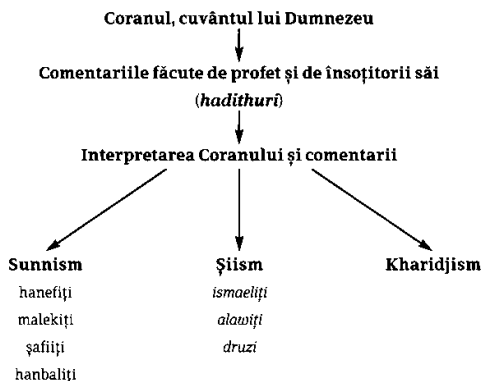 Coranul, cuvântul lui Dumnezeu
Comentariile făcute de profet și de însoțitorii săi
(hadithuri)
Interpretarea Coranului și comentarii
Sunnism
hanefiți
malekiți
șafiiți
hanbaliți
Șiism
ismaeliți
alawiți
druzi
Kharidjism